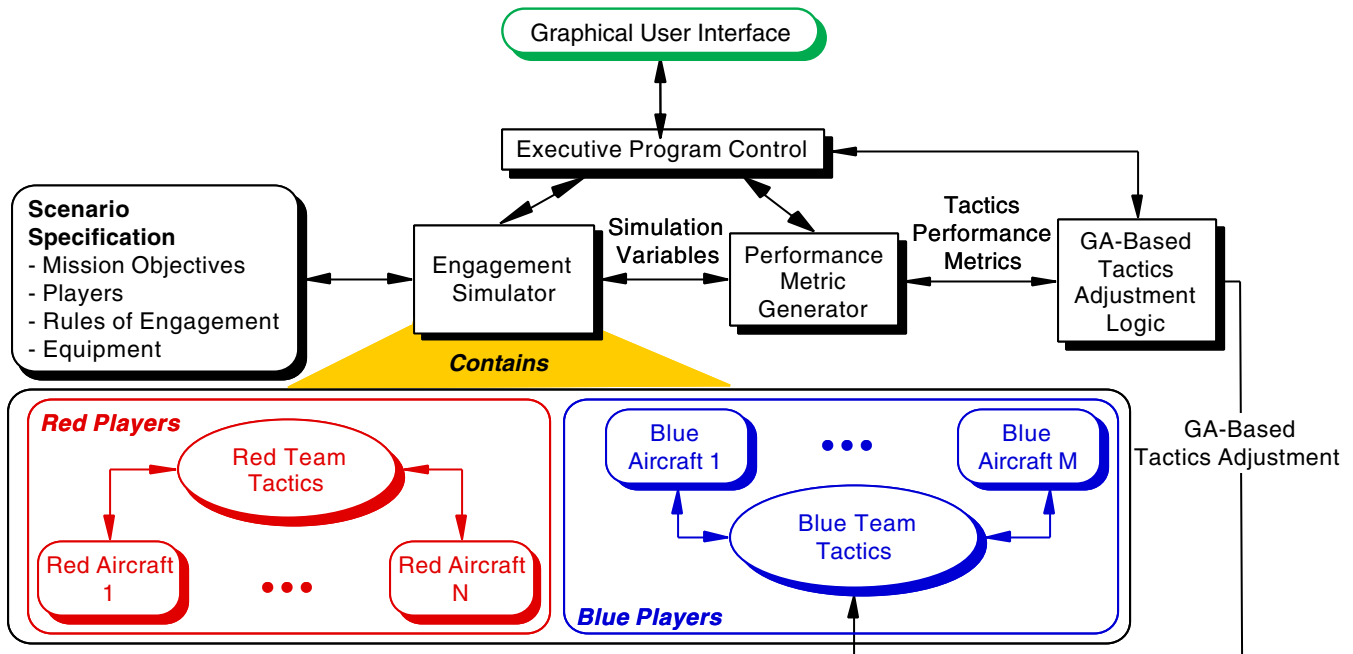 Graphical User Interface
Executive Program Control
Scenario
Specification
- Mission Objectives
- Players
- Rules of Engagement
- Equipment
Engagement
Simulator
Simulation
Variables
Performance
Metric
Generator
Tactics
Performance
Metrics
GA-Based
Tactics
Adjustment
Logic
Contains
Red Players
Red Team
Tactics
Red Aircraft
1
Red Aircraft
N
Blue
Aircraft 1
Blue
Aircraft M
Blue Team
Tactics
Blue Players
GA-Based
Tactics Adjustment